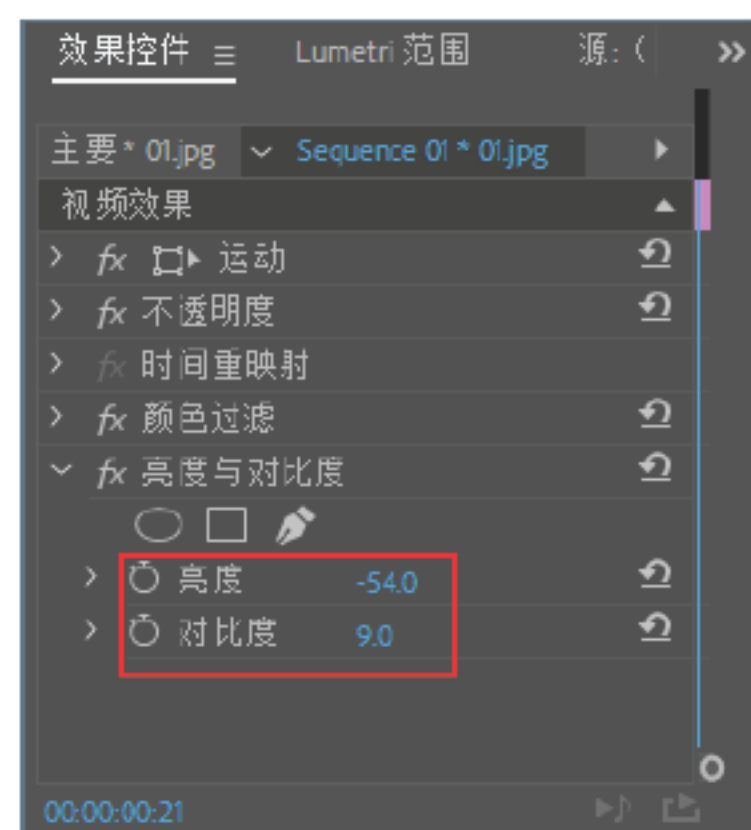 效果控件 Lumetri 范围 源:(
主要* 01.jpg Sequence 01 * 01.jpg
视频效果
fx 运动
fx 不透明度
fx 时间重映射
fx 颜色过滤
fx 亮度与对比度
亮度 -54.0
对比度 9.0
00:00:00:21